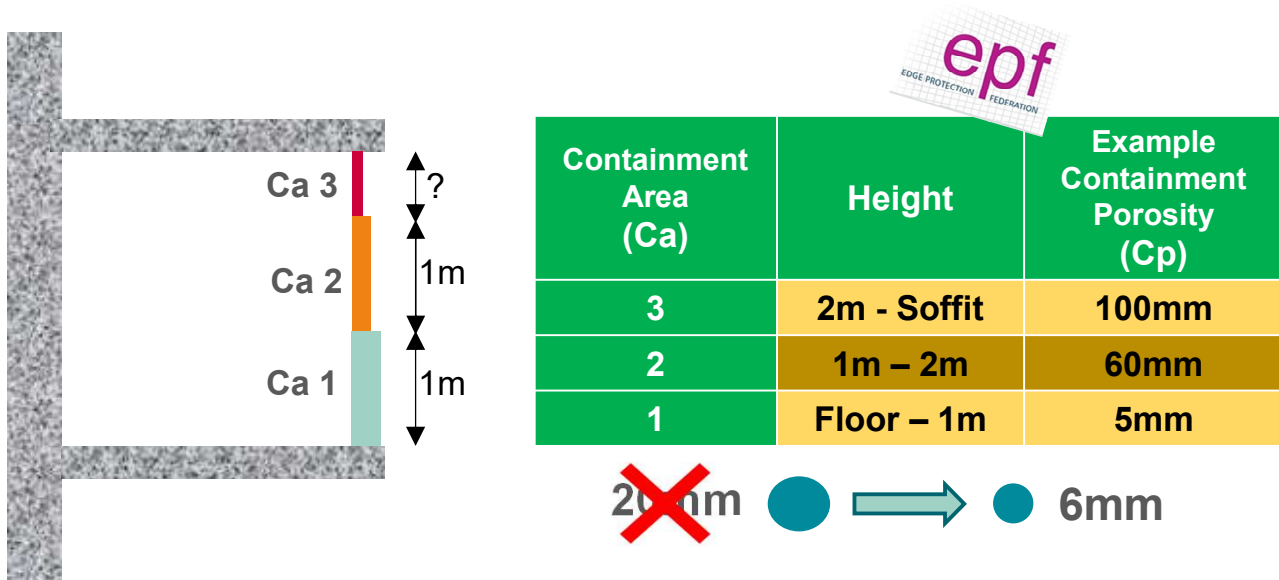 epf
EDGE PROTECTION FEDERATION
Ca 3
?
Ca 2
1m
Ca 1
1m
Containment Area (Ca)
Height
Example Containment Porosity (Cp)
3
2m - Soffit
100mm
2
1m – 2m
60mm
1
Floor – 1m
5mm
20mm
6mm